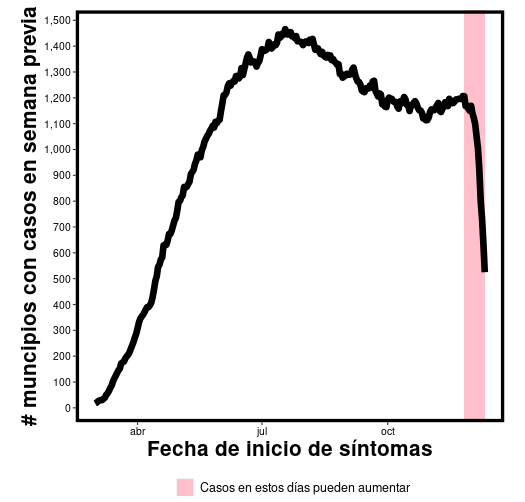 # muncipios con casos en semana previa
1,500
1,400
1,300
1,200
1,100
1,000
900
800
700
600
500
400
300
200
100
0
abr
jul
oct
Fecha de inicio de síntomas
Casos en estos días pueden aumentar